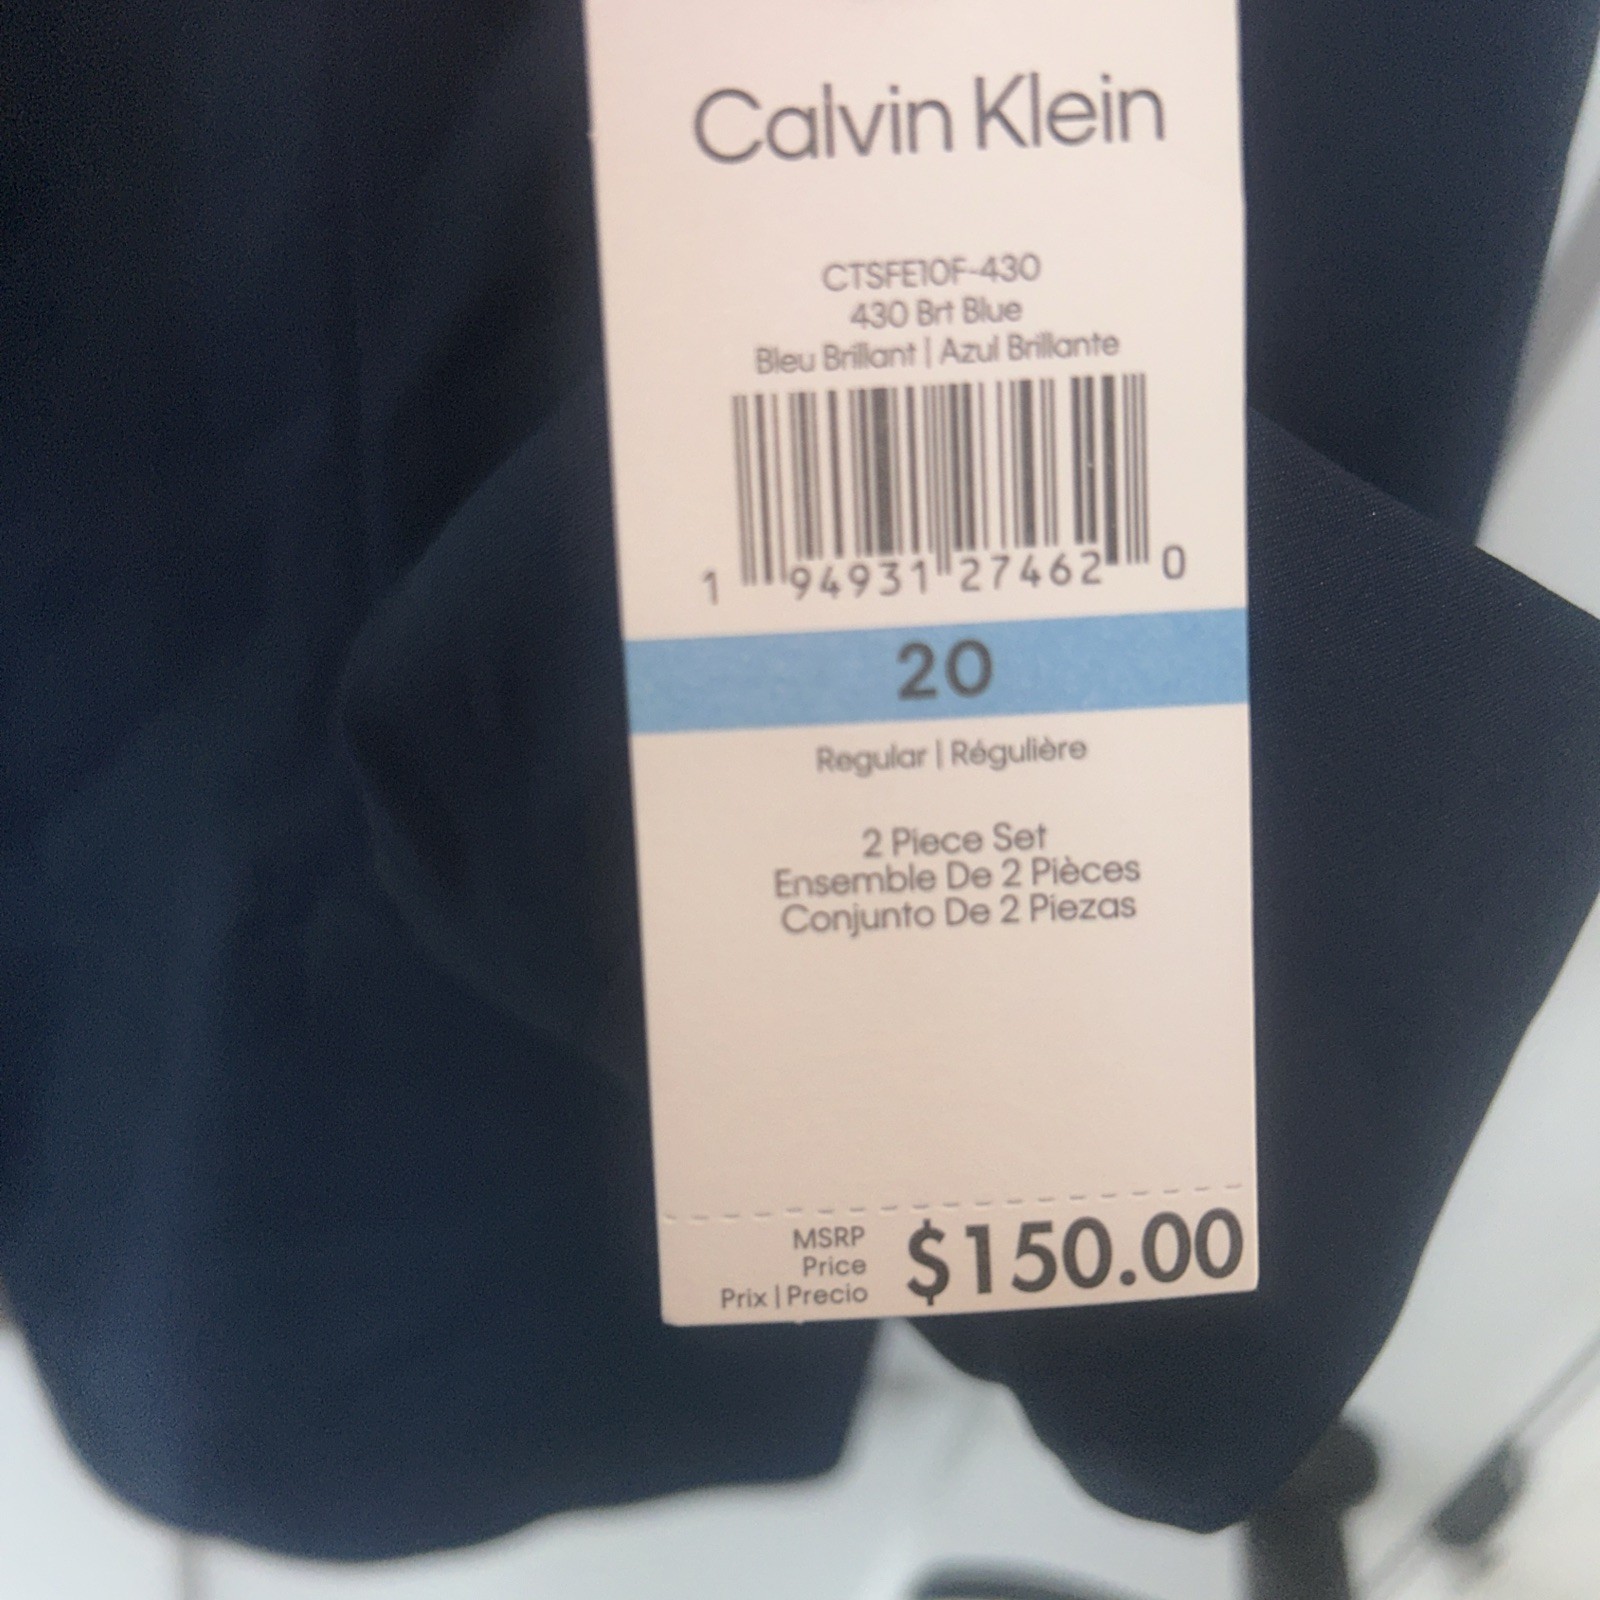 Calvin Klein
CTSFE10F-430
430 Brt Blue
Bleu Brillant | Azul Brillante
1 94931 27462 0
20
Regular | Régulière
2 Piece Set
Ensemble De 2 Pièces
Conjunto De 2 Piezas
MSRP
Price
Prix | Precio
$150.00